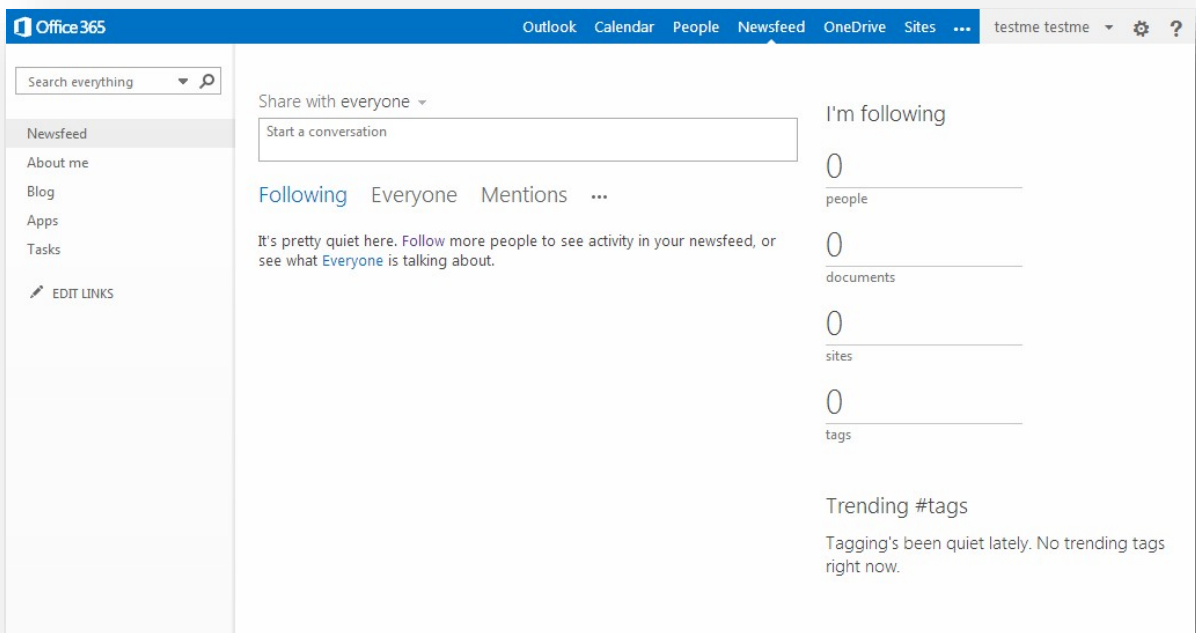 Office 365
Outlook Calendar People Newsfeed OneDrive Sites ... testme testme ?
Search everything
Newsfeed
About me
Blog
Apps
Tasks
EDIT LINKS
Share with everyone
Start a conversation
Following Everyone Mentions ...
It's pretty quiet here. Follow more people to see activity in your newsfeed, or
see what Everyone is talking about.
I'm following
0
people
0
documents
0
sites
0
tags
Trending #tags
Tagging's been quiet lately. No trending tags
right now.